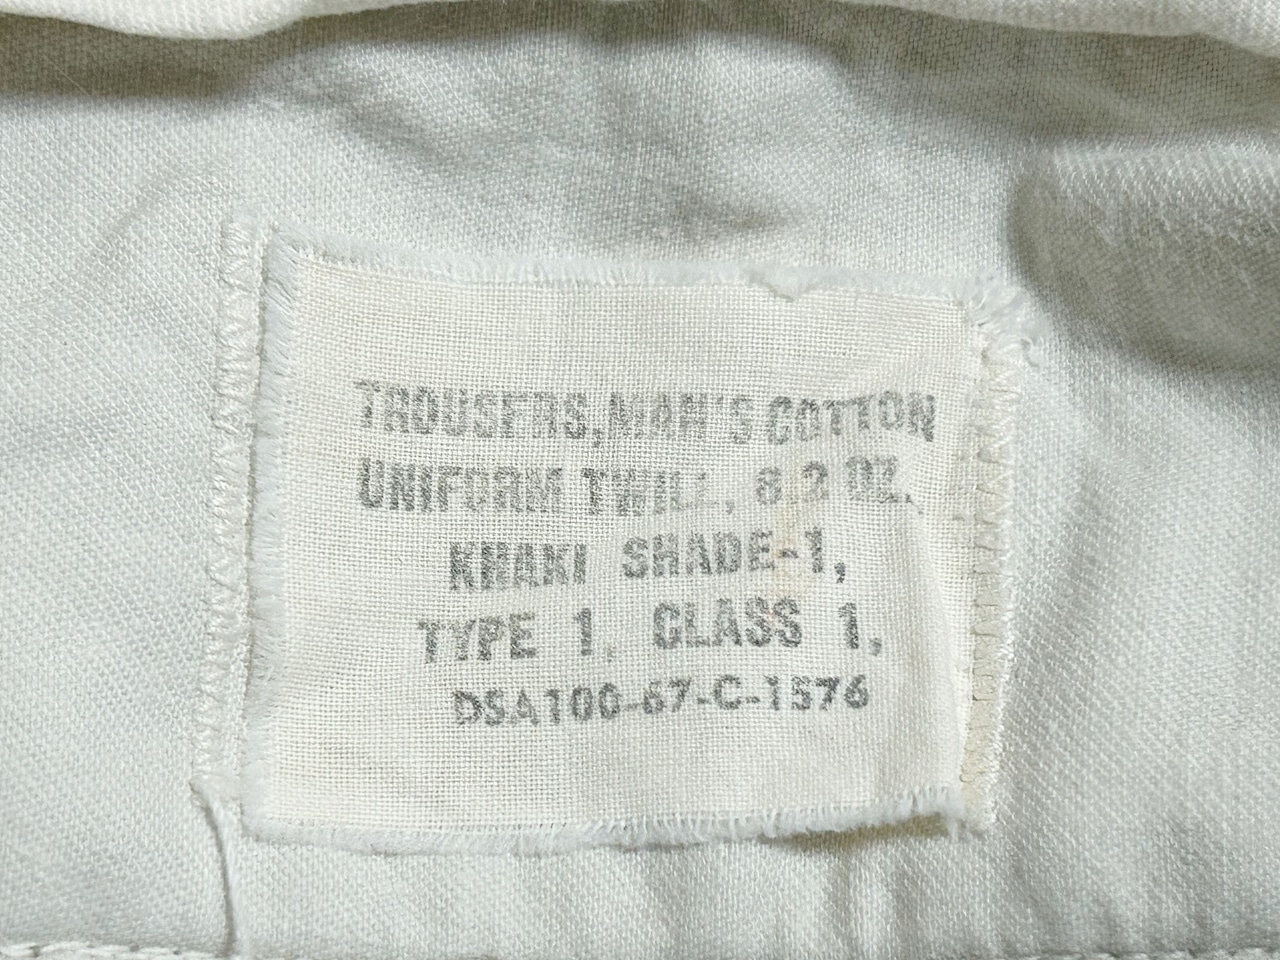 TROUSERS, MAN'S COTTON
UNIFORM TWILL, 8.2 OZ.
KHAKI SHADE-1,
TYPE 1, CLASS 1,
DSA100-67-C-1576